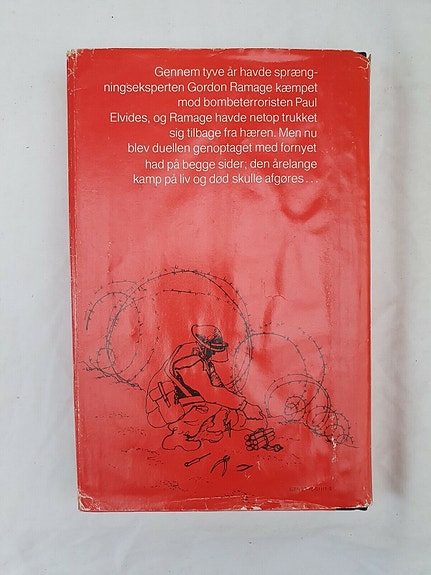 Gennem tyve år havde spræng-
ningseksperten Gordon Ramage kæmpet
mod bombeterroristen Paul
Elvides, og Ramage havde netop trukket
sig tilbage fra hæren. Men nu
blev duellen genoptaget med fornyet
had på begge sider; den årelange
kamp på liv og død skulle afgøres...